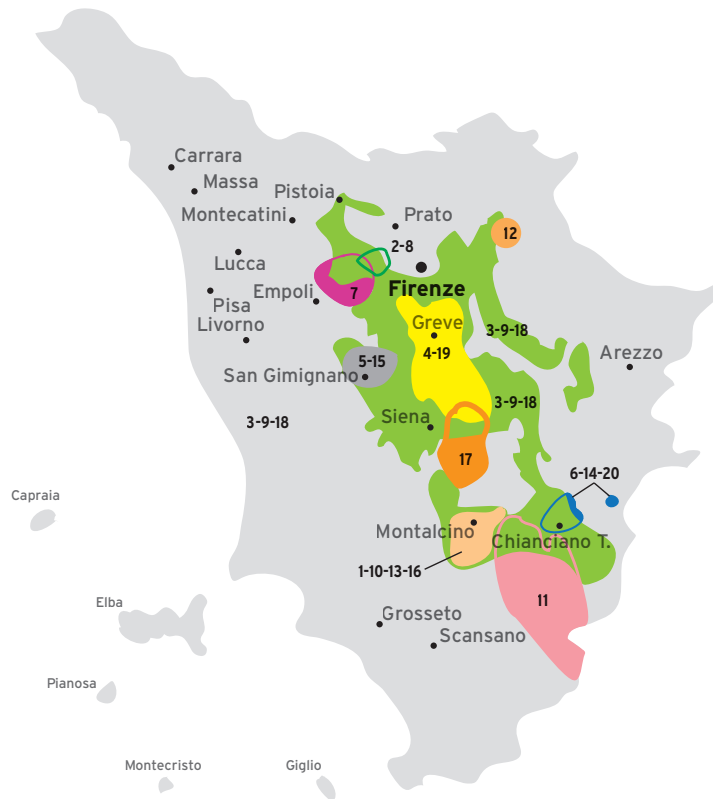 Carrara
Massa
Pistoia
Montecatini
Prato
12
2-8
Lucca
Firenze
Empoli
7
Pisa
Livorno
Greve
3-9-18
4-19
5-15
Arezzo
San Gimignano
3-9-18
3-9-18
Siena
17
6-14-20
Capraia
Montalcino
Chianciano T.
1-10-13-16
11
Elba
Grosseto
Scansano
Pianosa
Montecristo
Giglio